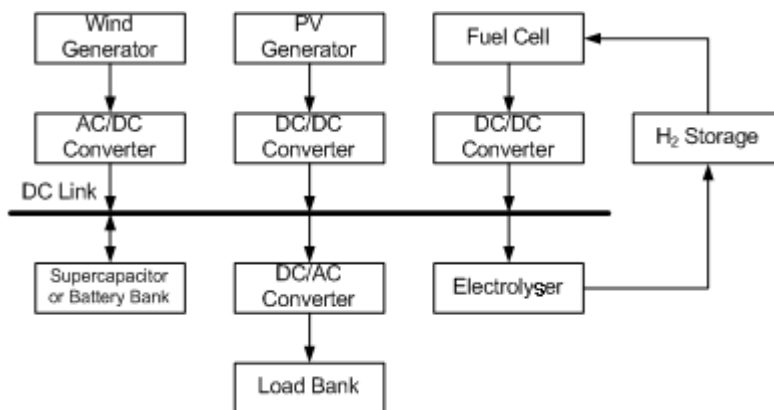 Wind
Generator
PV
Generator
Fuel Cell
AC/DC
Converter
DC/DC
Converter
DC/DC
Converter
H₂ Storage
DC Link
Supercapacitor
or Battery Bank
DC/AC
Converter
Electrolyser
Load Bank